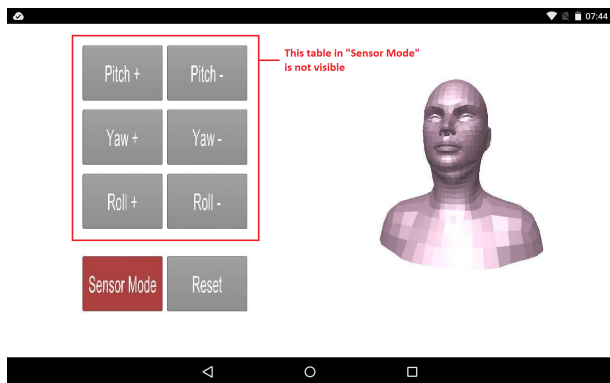 07:44
This table in "Sensor Mode"
is not visible
Pitch +
Pitch -
Yaw +
Yaw -
Roll +
Roll -
Sensor Mode
Reset